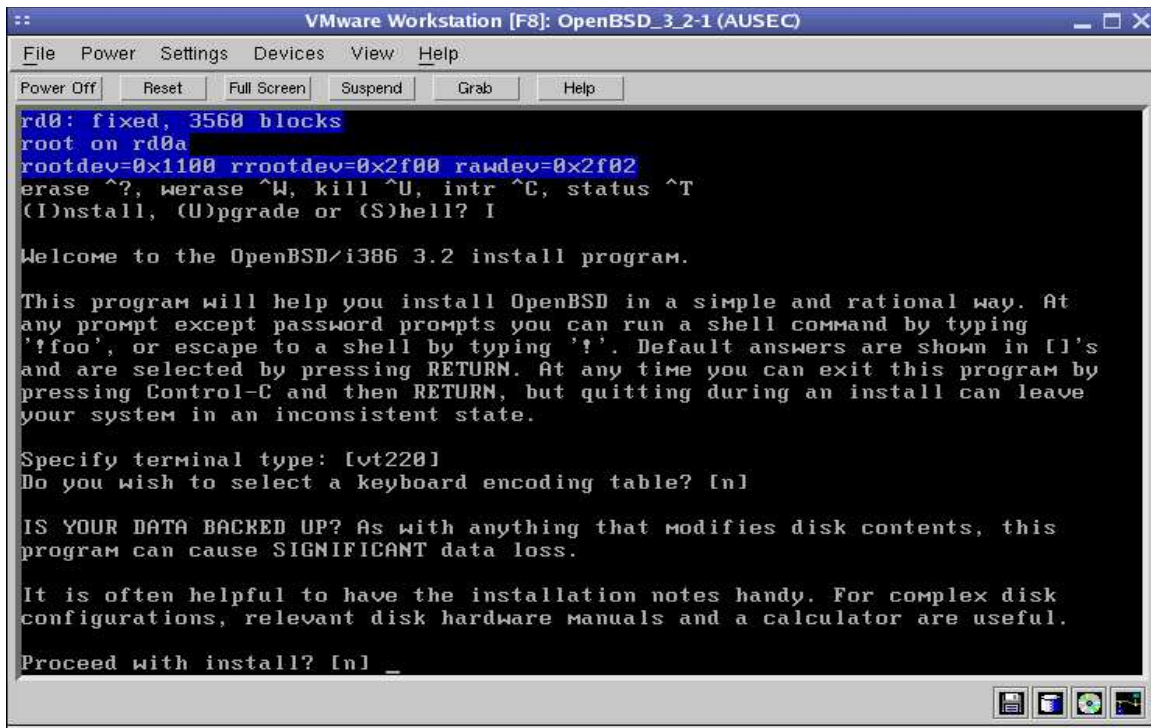 VMware Workstation [F8]: OpenBSD_3_2-1 (AUSEC)
File Power Settings Devices View Help
Power Off Reset Full Screen Suspend Grab Help
rd0: fixed, 3560 blocks
root on rd0a
rootdev=0x1100 rrootdev=0x2f00 rawdev=0x2f02
erase ^?, werase ^W, kill ^U, intr ^C, status ^T
(I)nstall, (U)pgrade or (S)hell? I
Welcome to the OpenBSD/i386 3.2 install program.
This program will help you install OpenBSD in a simple and rational way. At
any prompt except password prompts you can run a shell command by typing
'!foo', or escape to a shell by typing '!'. Default answers are shown in []'s
and are selected by pressing RETURN. At any time you can exit this program by
pressing Control-C and then RETURN, but quitting during an install can leave
your system in an inconsistent state.
Specify terminal type: [vt220]
Do you wish to select a keyboard encoding table? [n]
IS YOUR DATA BACKED UP? As with anything that modifies disk contents, this
program can cause SIGNIFICANT data loss.
It is often helpful to have the installation notes handy. For complex disk
configurations, relevant disk hardware manuals and a calculator are useful.
Proceed with install? [n] _